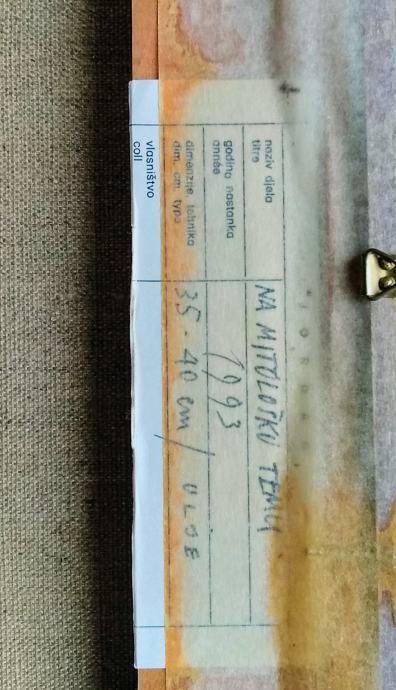 naziv djela
titre
NA MITOLOŠKU TEMU
godina nastanka
année
1993
dimenzije tehnika
dim. cm. type
35 - 40 cm / ULJE
vlasništvo
coll